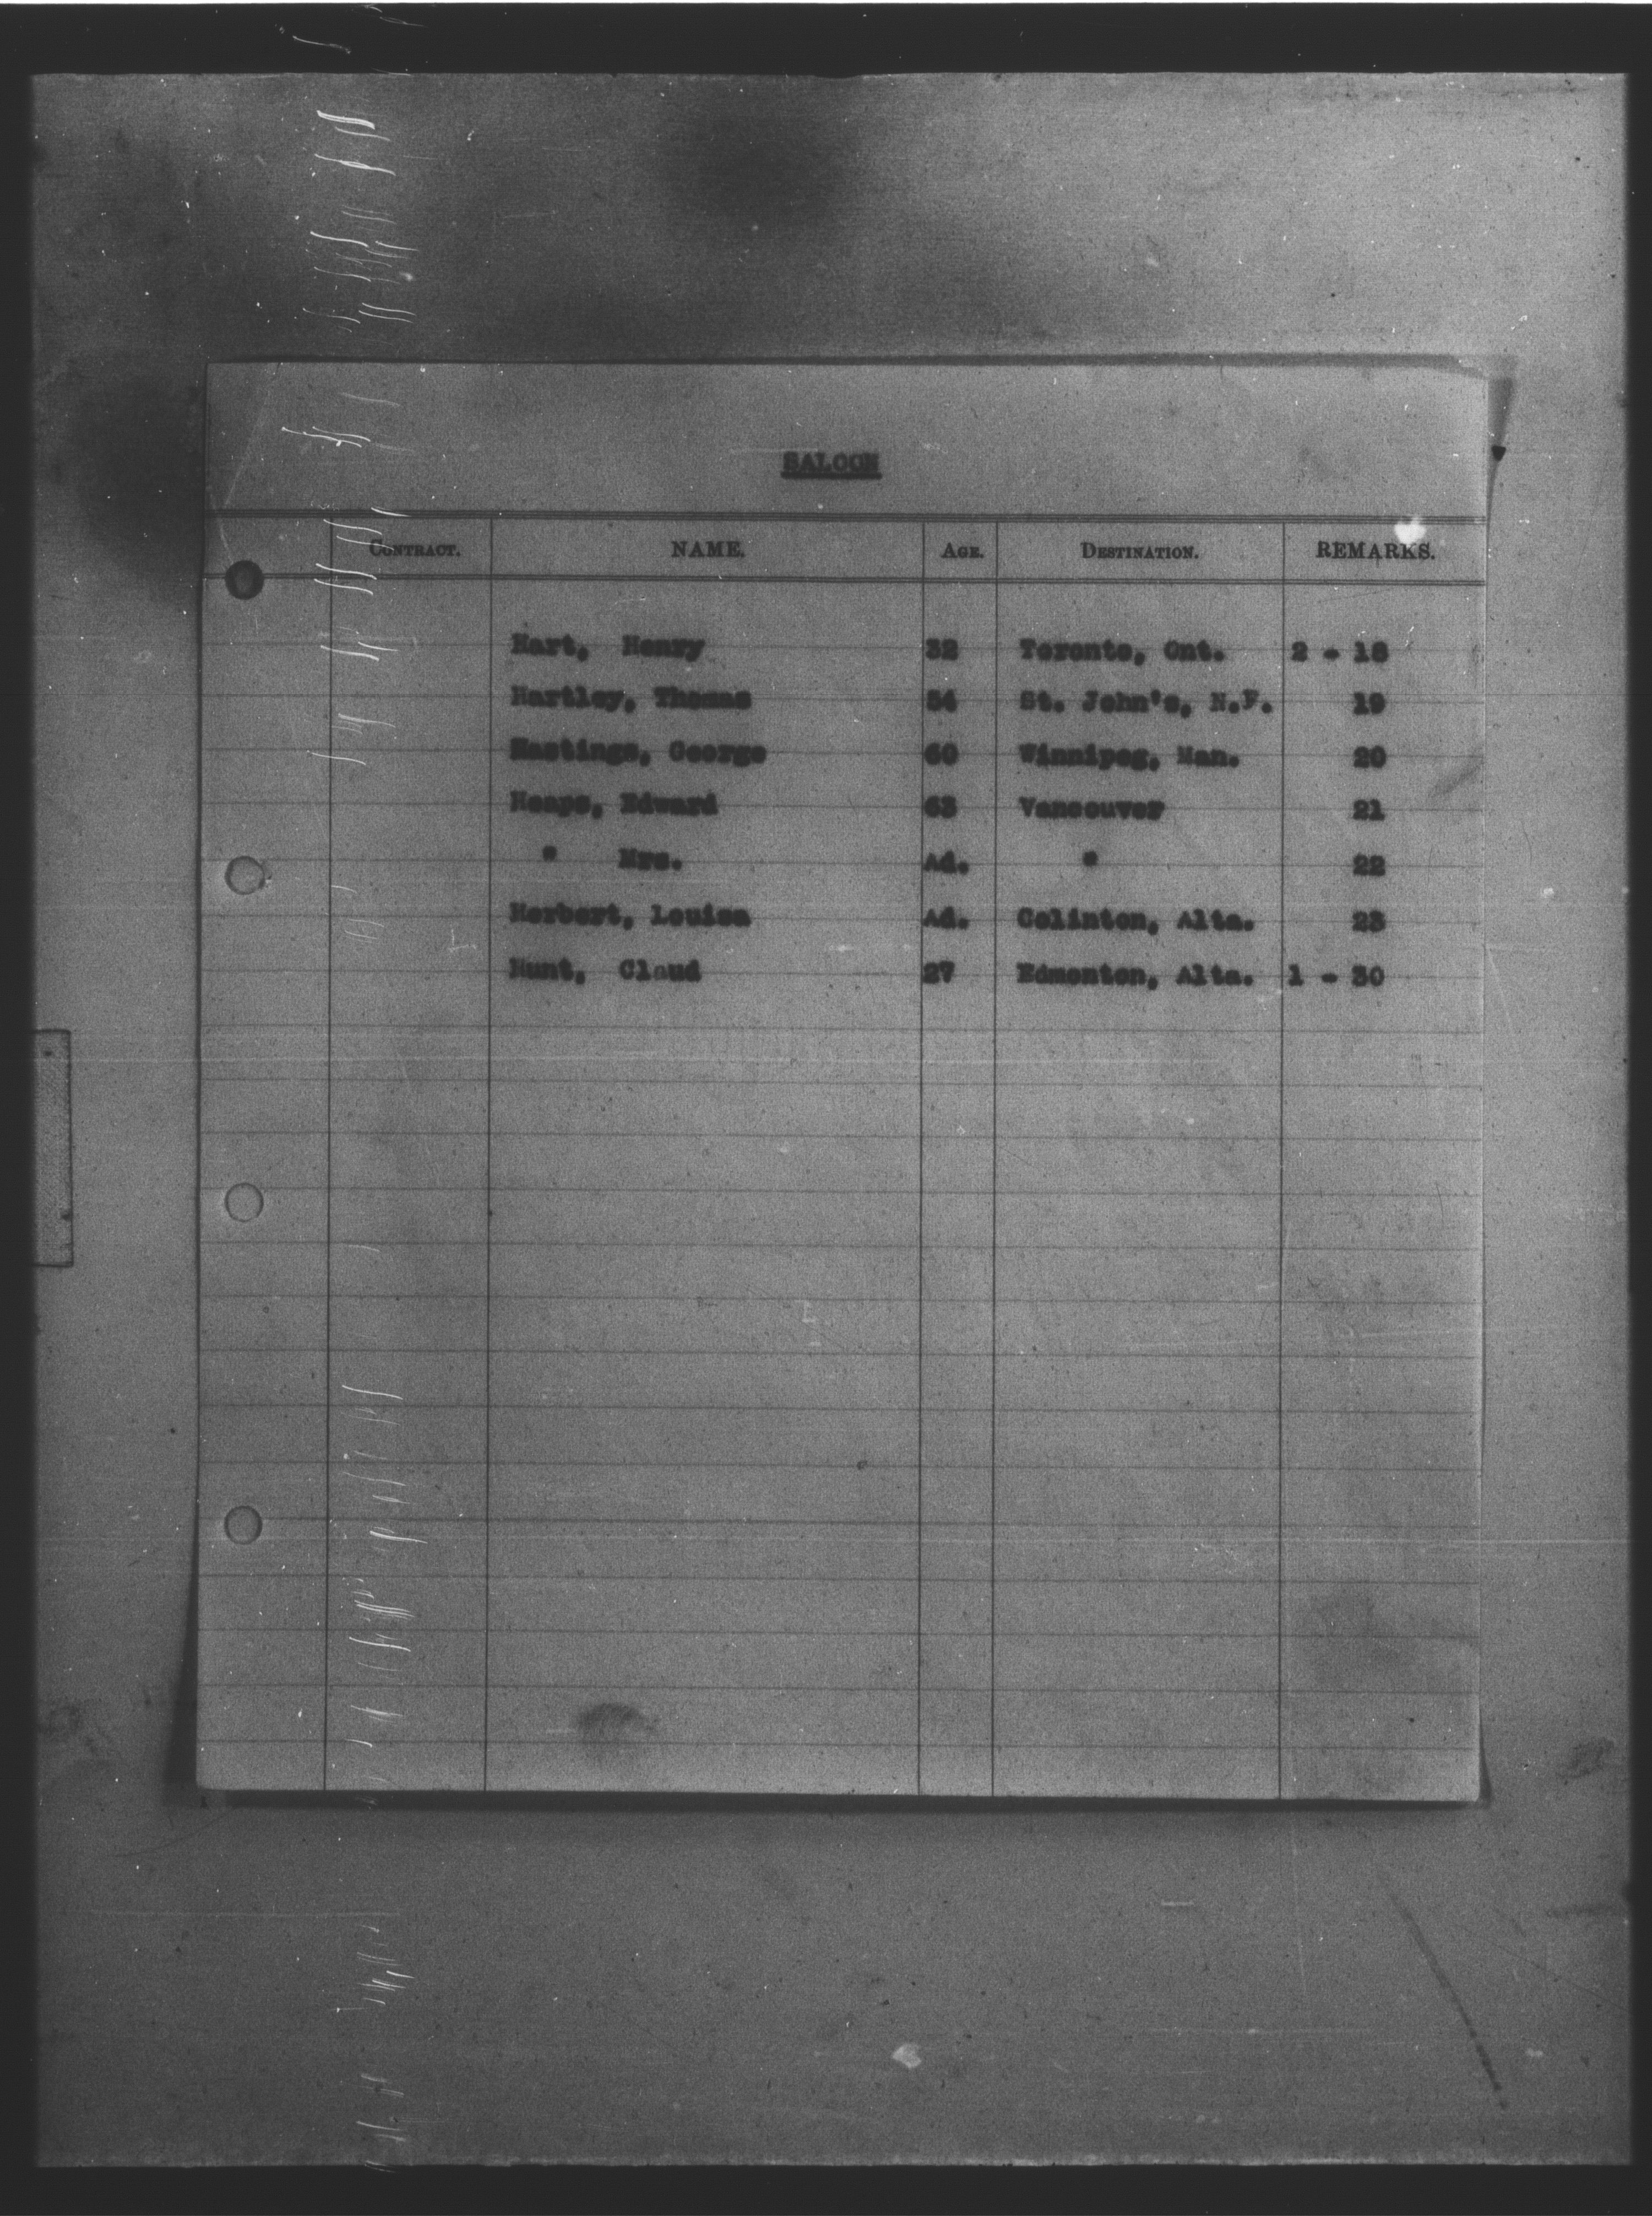 SALOON
CONTRACT. NAME. AGE. DESTINATION. REMARKS.
Hart, Henry 32 Toronto, Ont. 2 - 18
Hartley, Thomas 54 St. John's, N.F. 19
Hastings, George 60 Winnipeg, Man. 20
Heaps, Edward 63 Vancouver 21
" Mrs. Ad. " 22
Herbert, Louisa Ad. Colinton, Alta. 23
Hunt, Claud 27 Edmonton, Alta. 1 - 30